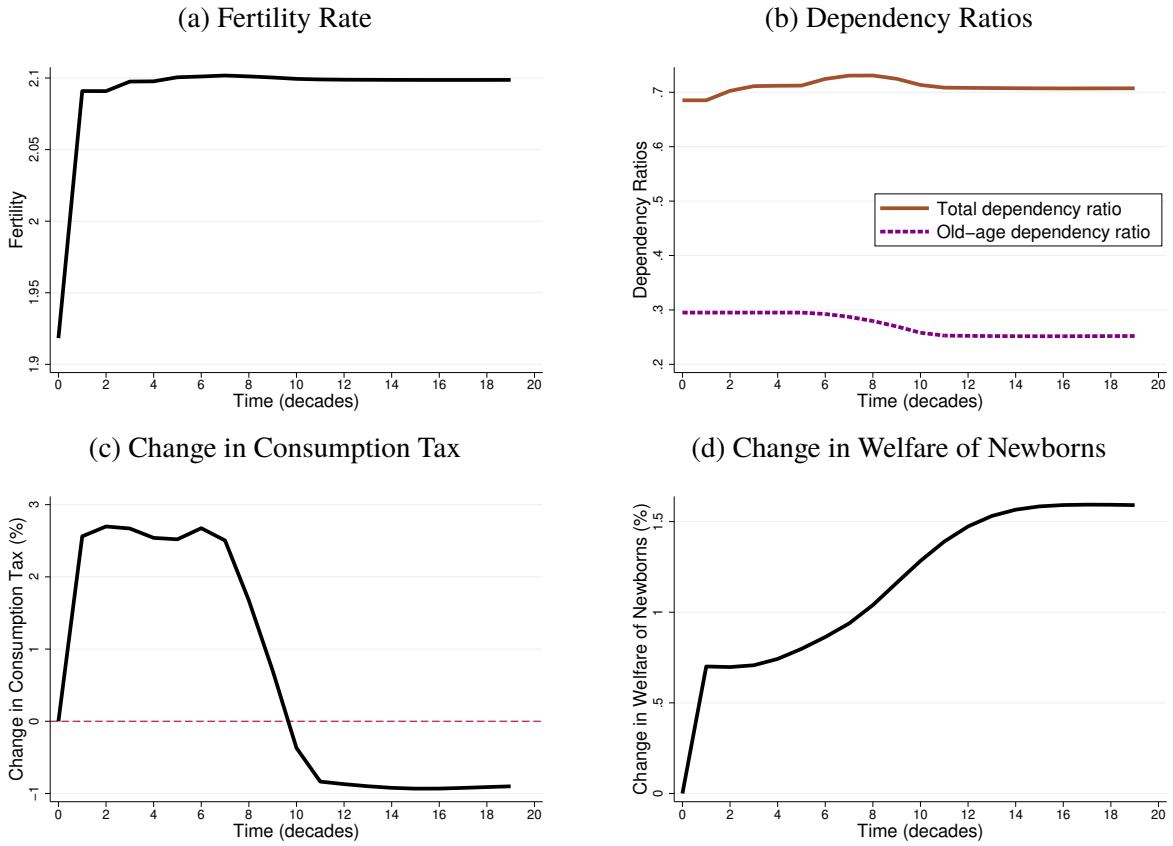 (a) Fertility Rate
Fertility
2.1
2.05
2
1.95
1.9
0 2 4 6 8 10 12 14 16 18 20
Time (decades)
(b) Dependency Ratios
Dependency Ratios
.7
.6
.5
.4
.3
.2
Total dependency ratio
Old−age dependency ratio
0 2 4 6 8 10 12 14 16 18 20
Time (decades)
(c) Change in Consumption Tax
Change in Consumption Tax (%)
3
2
1
0
−1
0 2 4 6 8 10 12 14 16 18 20
Time (decades)
(d) Change in Welfare of Newborns
Change in Welfare of Newborns (%)
1.5
1
.5
0
0 2 4 6 8 10 12 14 16 18 20
Time (decades)